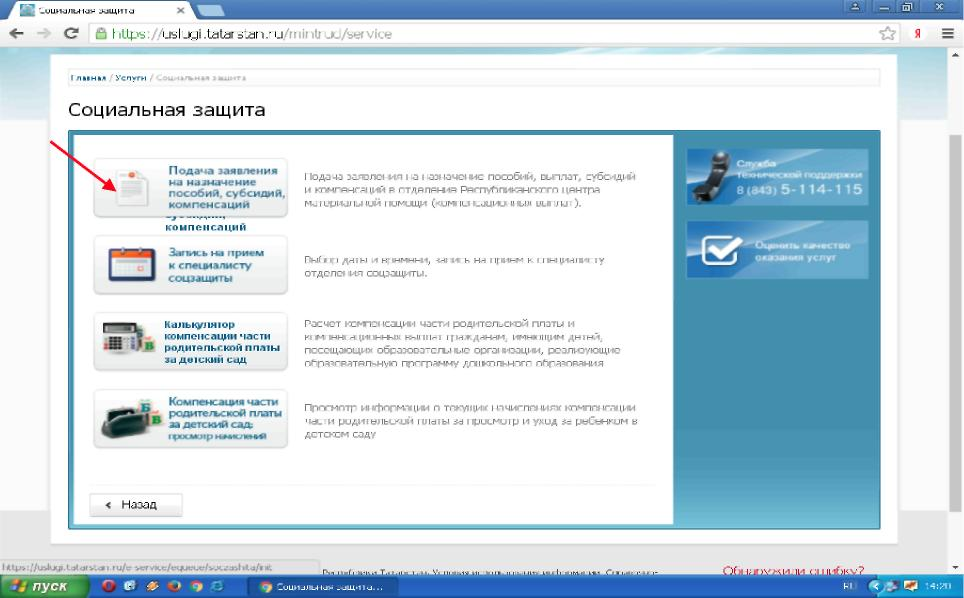 Социальная защита
https://uslugi.tatarstan.ru/mintrud/service
Я
Главная / Услуги / Социальная защита
Социальная защита
Подача заявления
на назначение
пособий, субсидий,
компенсаций
субсидий,
компенсаций
Подача заявления на назначение пособий, выплат, субсидий
и компенсаций в отделение Республиканского центра
материальной помощи (компенсационных выплат).
Запись на прием
к специалисту
соцзащиты
Выбор даты и времени, запись на прием к специалисту
отделения соцзащиты.
Калькулятор
компенсации части
родительской платы
за детский сад
Расчет компенсации части родительской платы и
компенсационных выплат гражданам, имеющим детей,
посещающих образовательные организации, реализующие
образовательную программу дошкольного образования
Компенсация части
родительской платы
за детский сад:
просмотр начислений
Просмотр информации о текущих начислениях компенсации
части родительской платы за просмотр и уход за ребенком в
детском саду
Назад
Служба
технической поддержки
8 (843) 5-114-115
Оценить качество
оказания услуг
https://uslugi.tatarstan.ru/e-service/equeue/soczashita/init
Республики Татарстан. Условия использования информации. Справочно-
Обнаружили ошибку?
пуск
Социальная защита...
RU
14:20